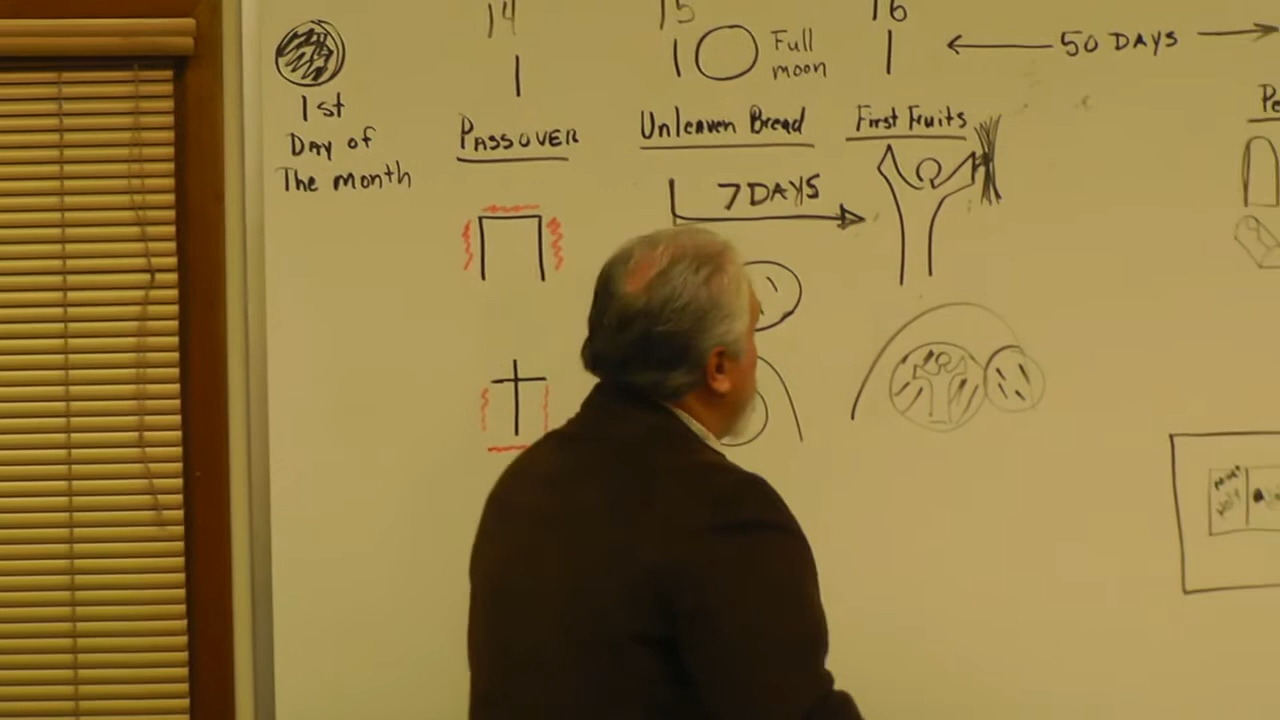 14
15
16
1st
Day of
The month
Full
moon
50 DAYS
PASSOVER
Unleaven Bread
First Fruits
Pe
7 DAYS